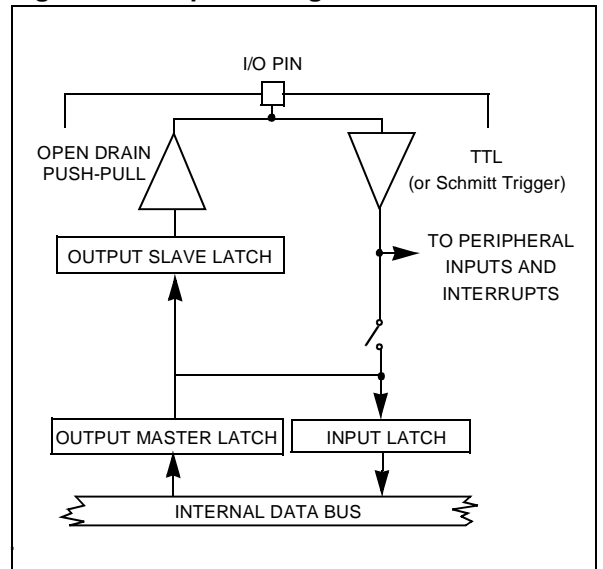 I/O PIN
OPEN DRAIN
PUSH-PULL
TTL
(or Schmitt Trigger)
TO PERIPHERAL
INPUTS AND
INTERRUPTS
OUTPUT SLAVE LATCH
OUTPUT MASTER LATCH
INPUT LATCH
INTERNAL DATA BUS